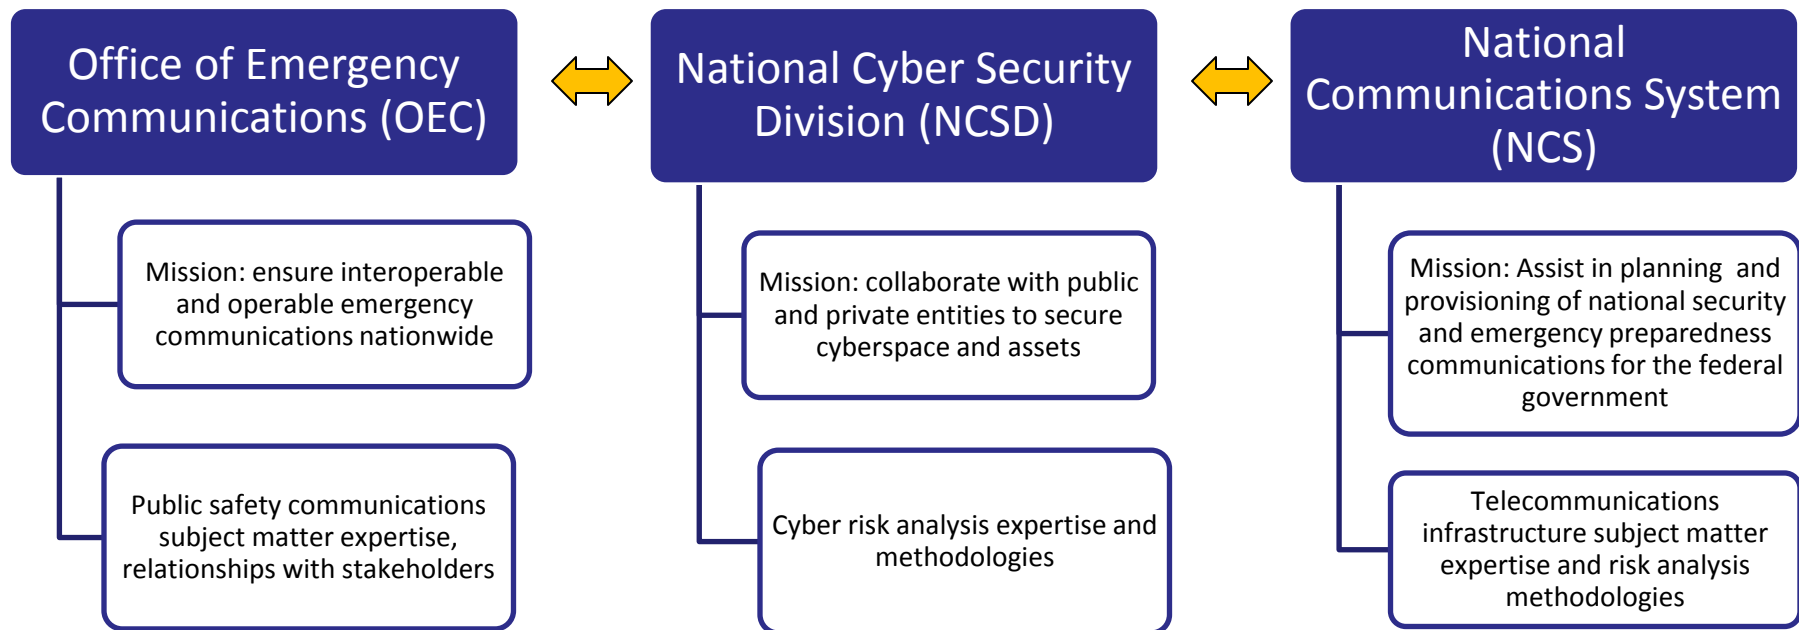 Office of Emergency
Communications (OEC)
Mission: ensure interoperable
and operable emergency
communications nationwide
Public safety communications
subject matter expertise,
relationships with stakeholders
National Cyber Security
Division (NCSD)
Mission: collaborate with public
and private entities to secure
cyberspace and assets
Cyber risk analysis expertise and
methodologies
National
Communications System
(NCS)
Mission: Assist in planning  and
provisioning of national security
and emergency preparedness
communications for the federal
government
Telecommunications
infrastructure subject matter
expertise and risk analysis
methodologies